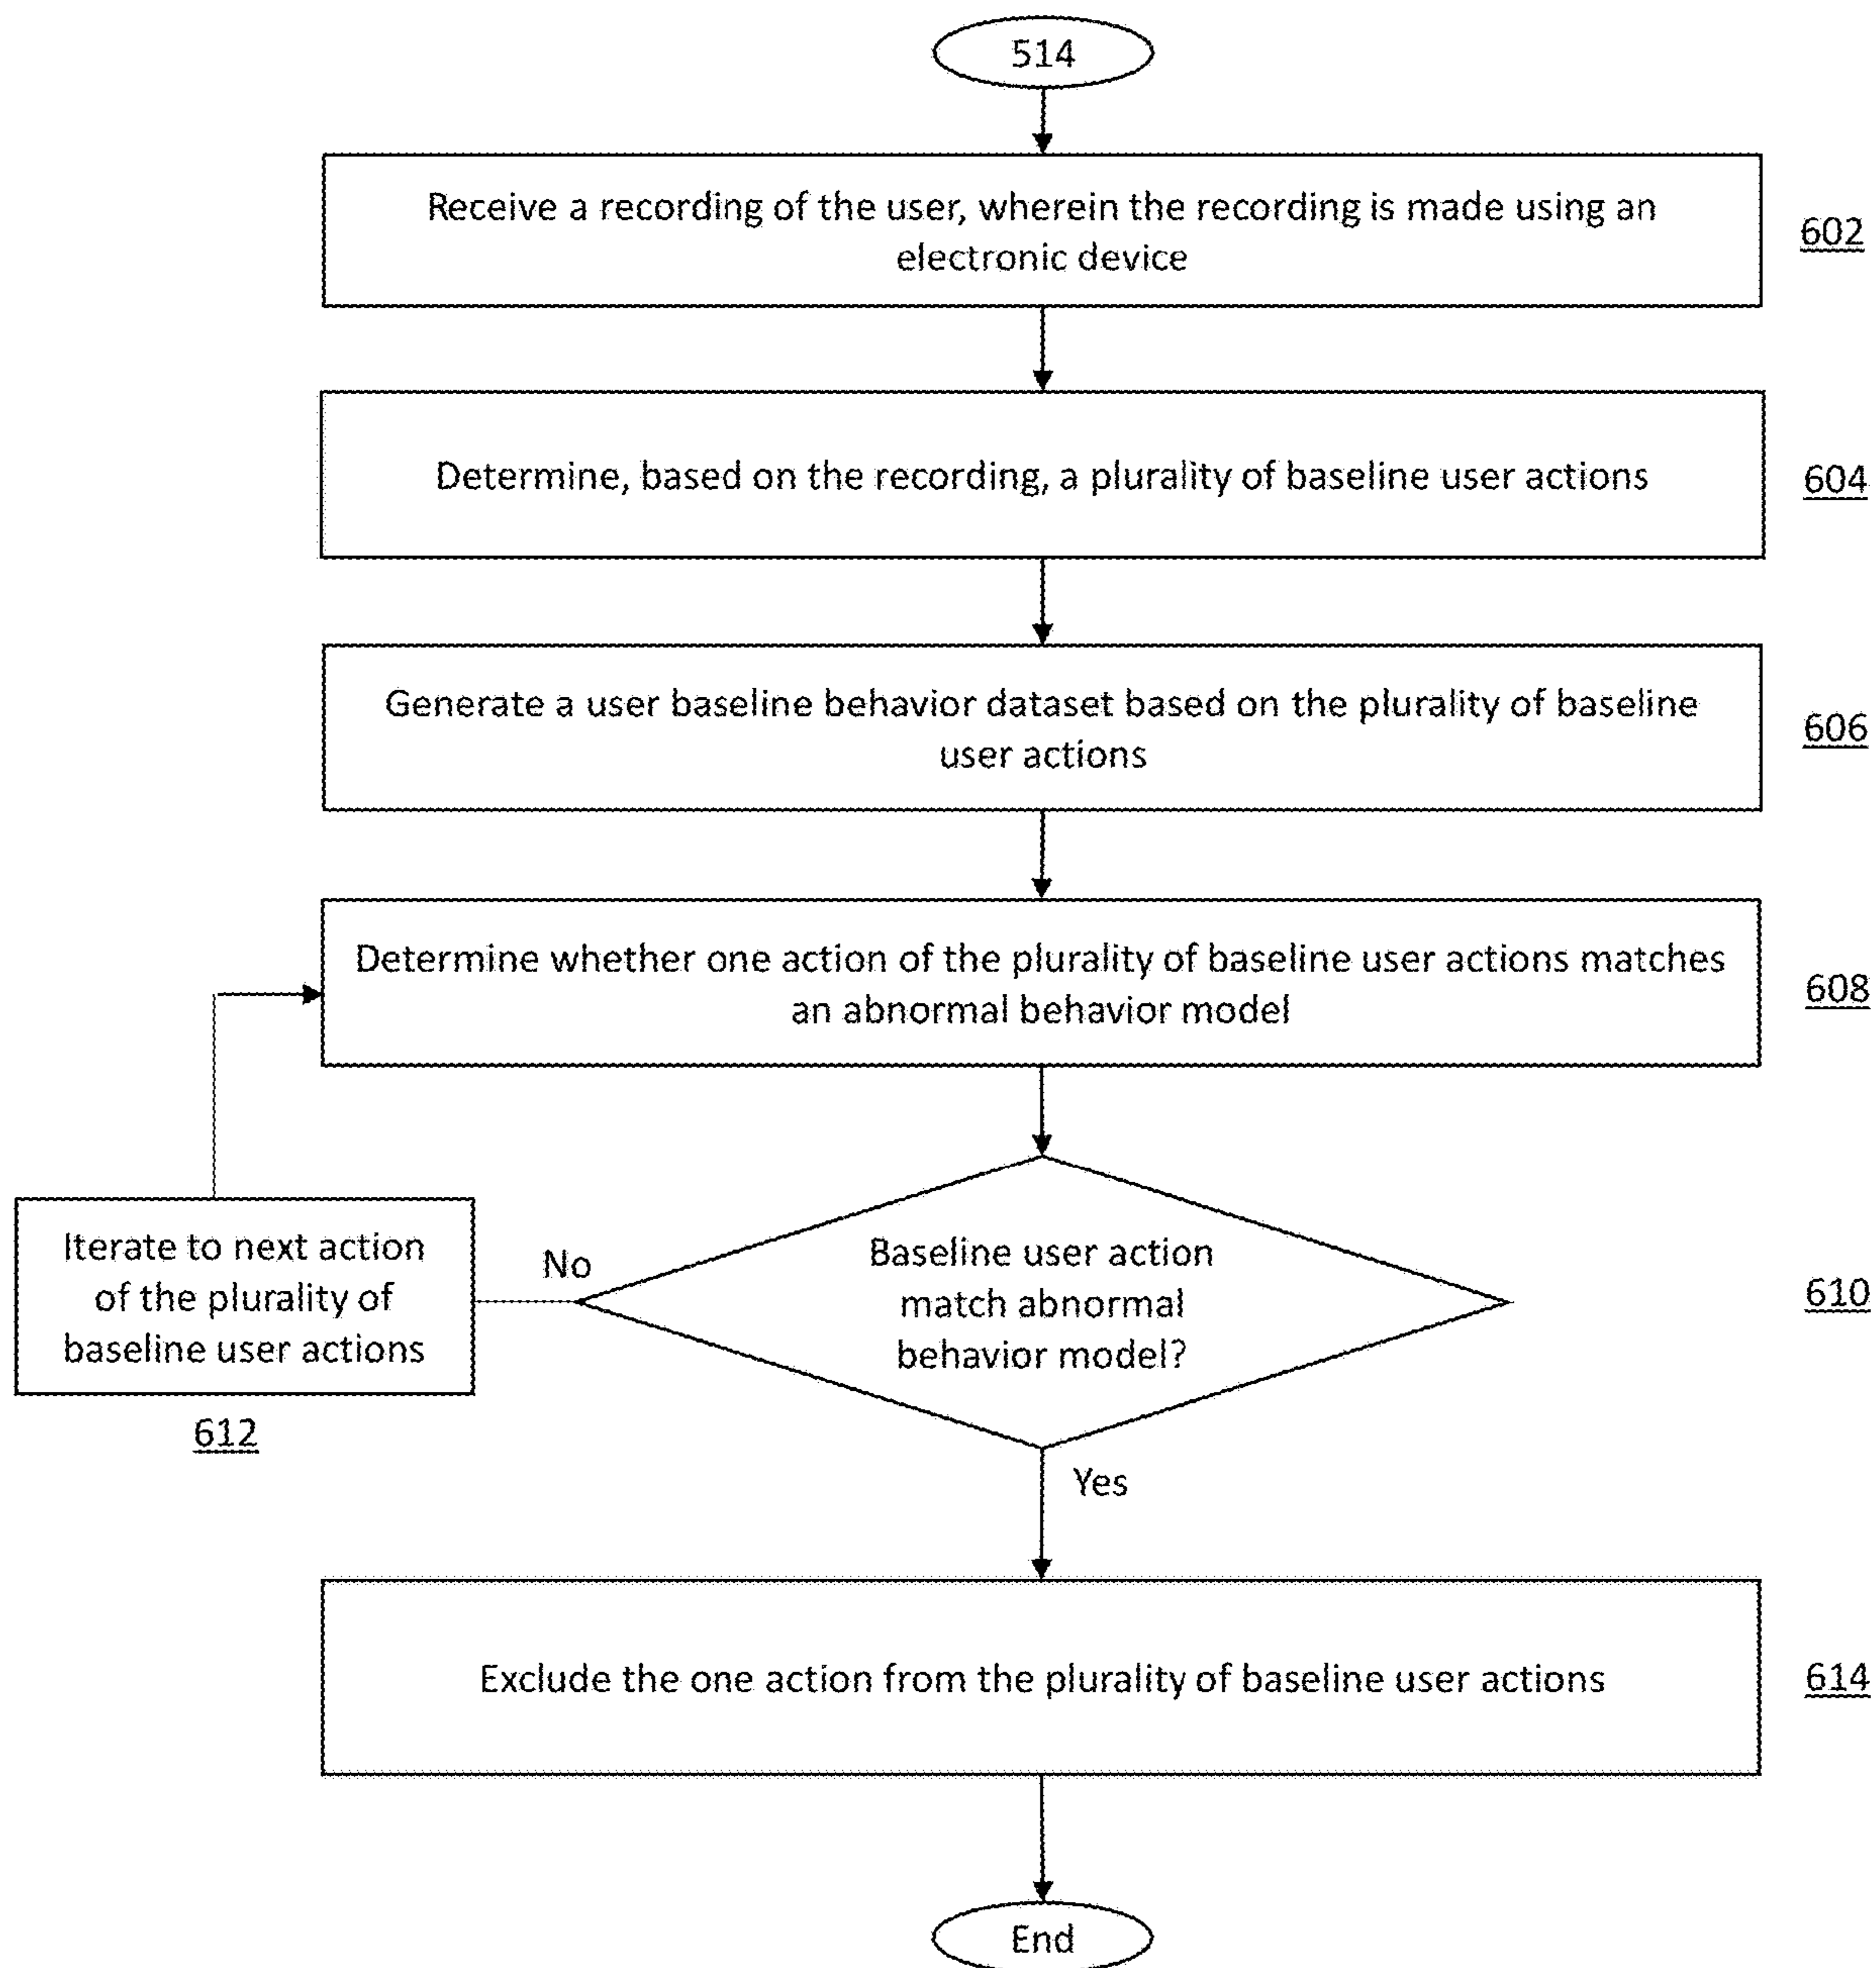 514
Receive a recording of the user, wherein the recording is made using an
electronic device
602
Determine, based on the recording, a plurality of baseline user actions
604
Generate a user baseline behavior dataset based on the plurality of baseline
user actions
606
Determine whether one action of the plurality of baseline user actions matches
an abnormal behavior model
608
Iterate to next action
of the plurality of
baseline user actions
612
No
Baseline user action
match abnormal
behavior model?
610
Yes
Exclude the one action from the plurality of baseline user actions
614
End